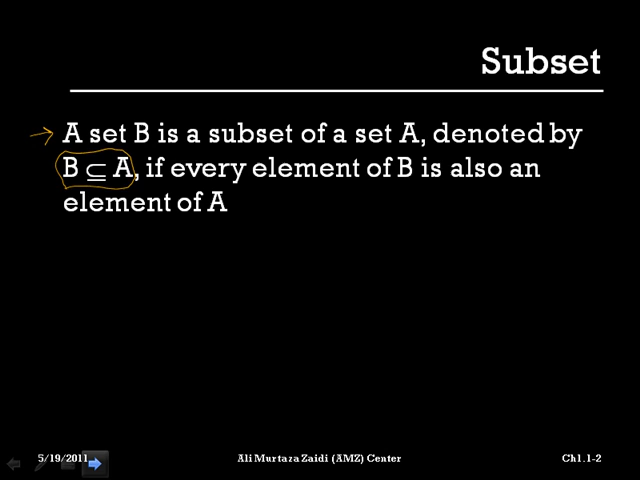 Subset
A set B is a subset of a set A, denoted by
B ⊆ A, if every element of B is also an
element of A
5/19/2011 Ali Murtaza Zaidi (AMZ) Center Ch1.1-2